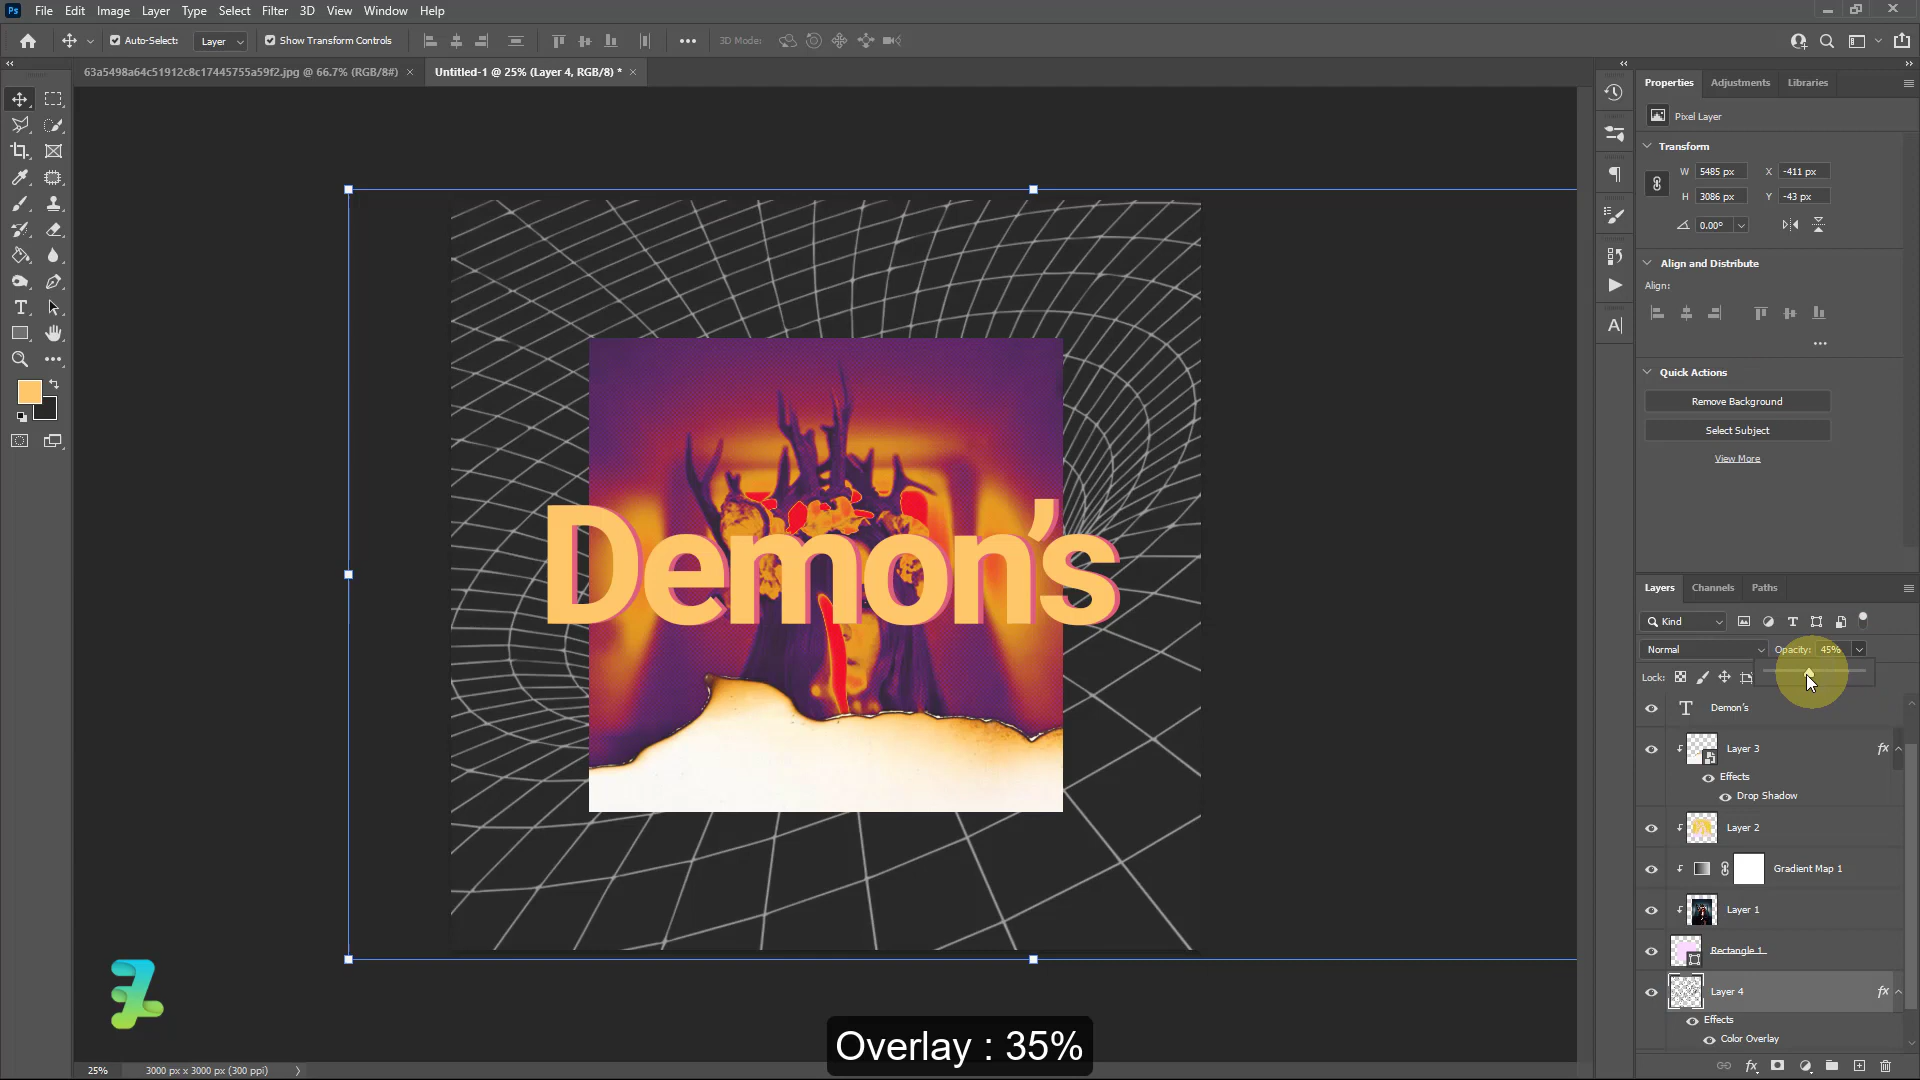 Ps File Edit Image Layer Type Select Filter 3D View Window Help
Auto-Select: Layer Show Transform Controls 3D Mode:
63a5498a64c51912c8c17445755a59f2.jpg @ 66.7% (RGB/8#) × Untitled-1 @ 25% (Layer 4, RGB/8) * ×
Properties Adjustments Libraries
Pixel Layer
Transform
W 5485 px X -411 px
H 3086 px Y -43 px
0.00°
Align and Distribute
Align:
Quick Actions
Remove Background
Select Subject
View More
Demon's
Layers Channels Paths
Kind
Normal Opacity: 45%
Lock:
Demon's
Layer 3 fx
Effects
Drop Shadow
Layer 2
Gradient Map 1
Layer 1
Rectangle 1
Layer 4 fx
Effects
Color Overlay
Overlay : 35%
25% 3000 px x 3000 px (300 ppi)